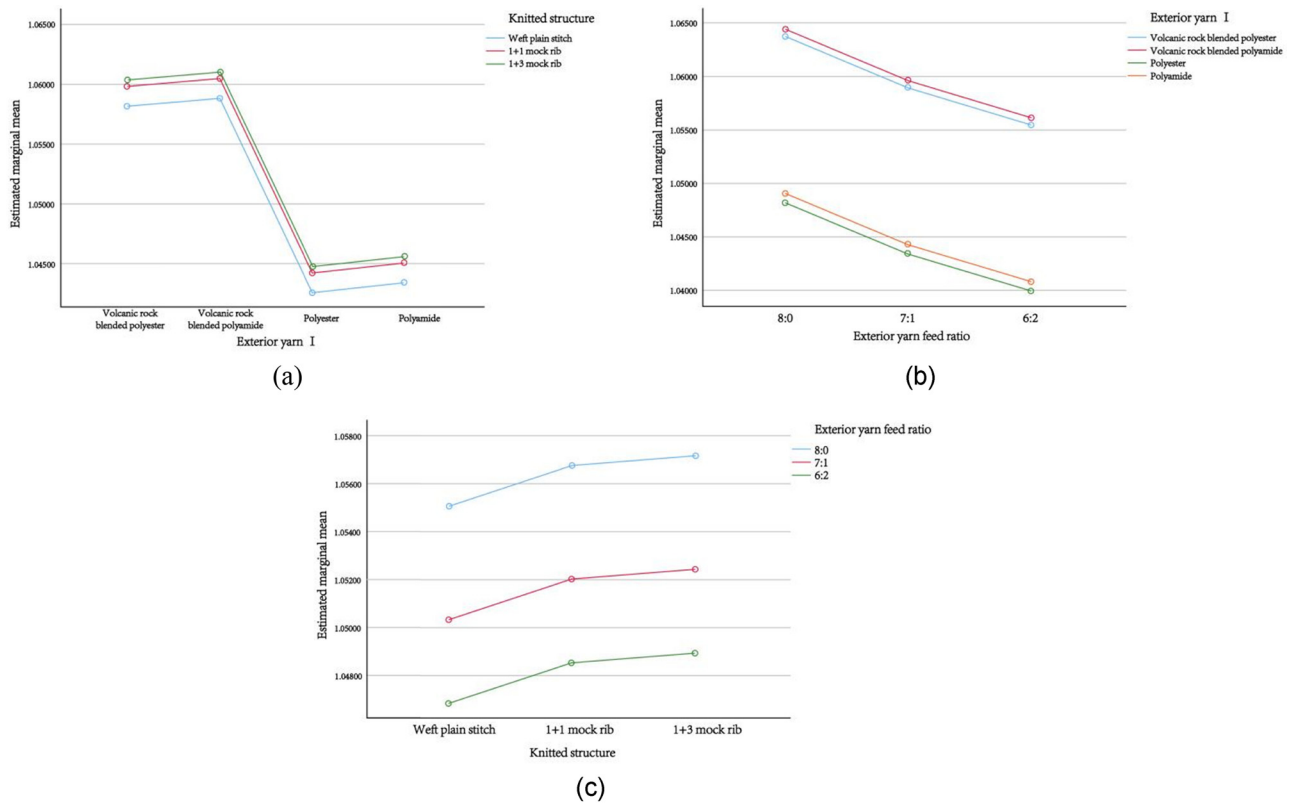 Knitted structure
Weft plain stitch
1+1 mock rib
1+3 mock rib
Estimated marginal mean
1.06500
1.06000
1.05500
1.05000
1.04500
Volcanic rock
blended polyester
Volcanic rock
blended polyamide
Polyester
Polyamide
Exterior yarn Ⅰ
(a)
Exterior yarn Ⅰ
Volcanic rock blended polyester
Volcanic rock blended polyamide
Polyester
Polyamide
Estimated marginal mean
1.06500
1.06000
1.05500
1.05000
1.04500
1.04000
8:0
7:1
6:2
Exterior yarn feed ratio
(b)
Exterior yarn feed ratio
8:0
7:1
6:2
Estimated marginal mean
1.05800
1.05600
1.05400
1.05200
1.05000
1.04800
Weft plain stitch
1+1 mock rib
1+3 mock rib
Knitted structure
(c)